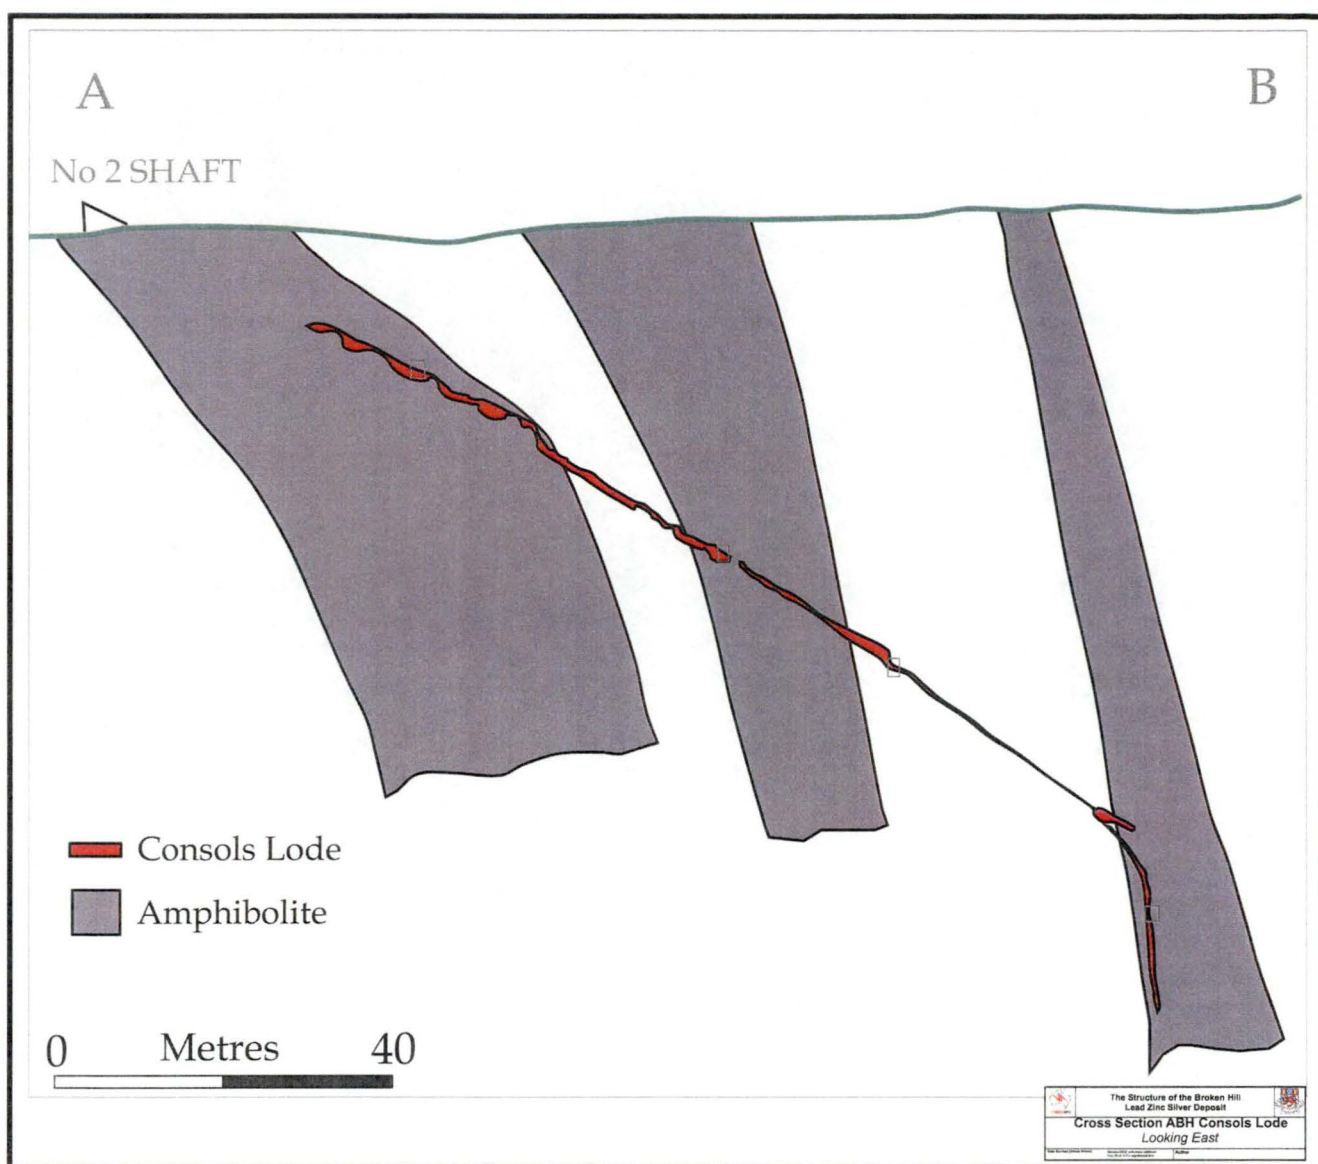 A
B
No 2 SHAFT
Consols Lode
Amphibolite
0 Metres 40
The Structure of the Broken Hill
Lead Zinc Silver Deposit
Cross Section ABH Consols Lode
Looking East
Author